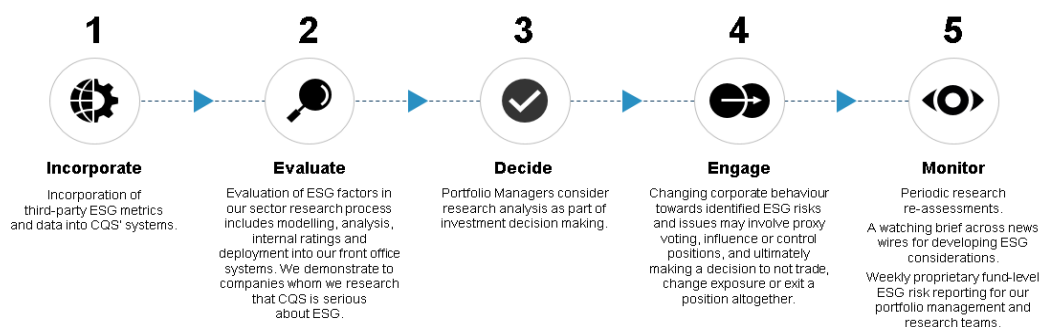 1
Incorporate
Incorporation of
third-party ESG metrics
and data into CQS' systems.
2
Evaluate
Evaluation of ESG factors in
our sector research process
includes modelling, analysis,
internal ratings and
deployment into our front office
systems. We demonstrate to
companies whom we research
that CQS is serious
about ESG.
3
Decide
Portfolio Managers consider
research analysis as part of
investment decision making.
4
Engage
Changing corporate behaviour
towards identified ESG risks
and issues may involve proxy
voting, influence or control
positions, and ultimately
making a decision to not trade,
change exposure or exit a
position altogether.
5
Monitor
Periodic research
re-assessments.
A watching brief across news
wires for developing ESG
considerations.
Weekly proprietary fund-level
ESG risk reporting for our
portfolio management and
research teams.